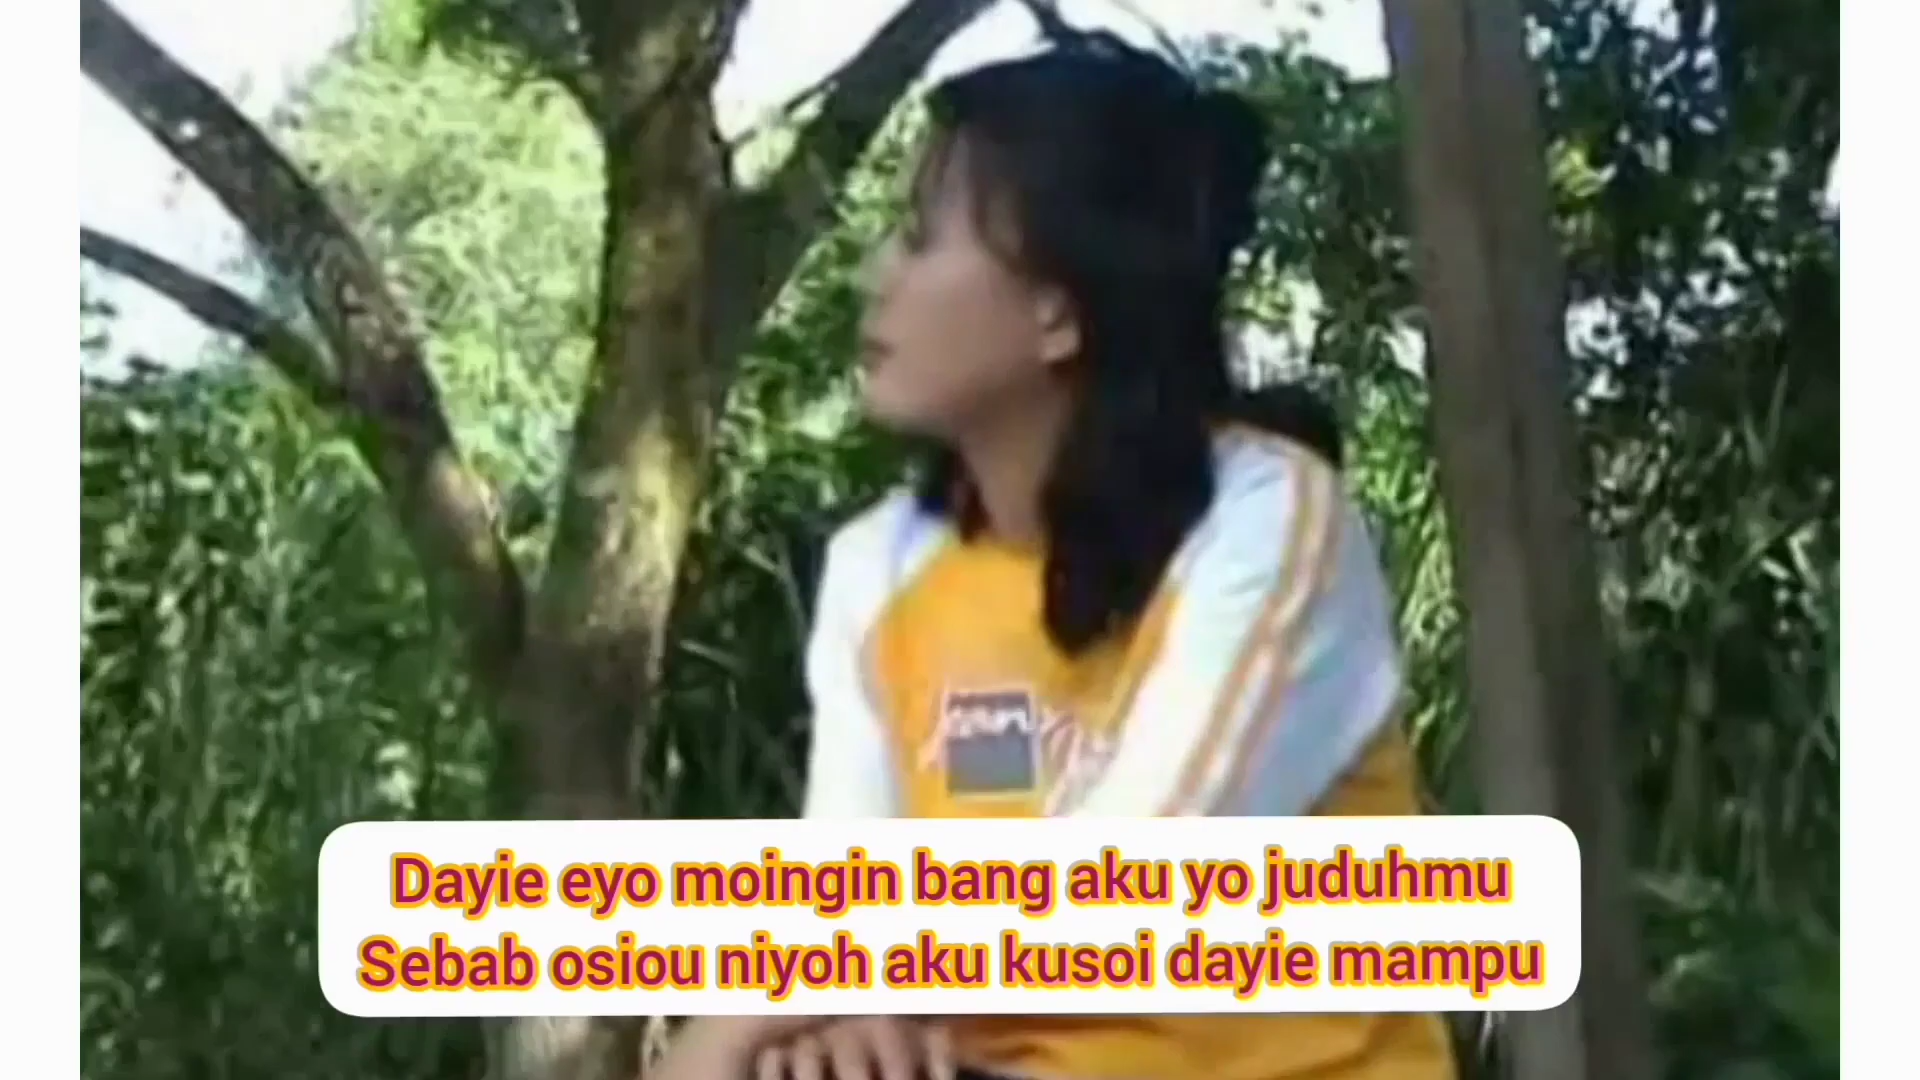 Dayie eyo moingin bang aku yo juduhmu
Sebab osiou niyoh aku kusoi dayie mampu